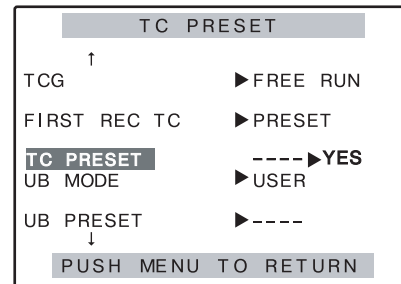 TC PRESET
↑
TCG ▶FREE RUN
FIRST REC TC ▶PRESET
TC PRESET ----▶YES
UB MODE ▶USER
UB PRESET ▶----
↓
PUSH MENU TO RETURN